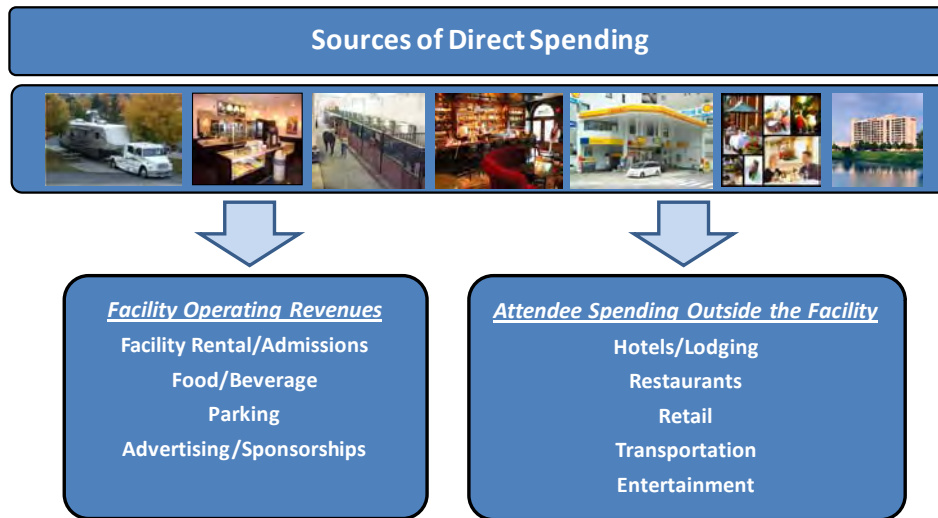 Sources of Direct Spending
Facility Operating Revenues
Facility Rental/Admissions
Food/Beverage
Parking
Advertising/Sponsorships
Attendee Spending Outside the Facility
Hotels/Lodging
Restaurants
Retail
Transportation
Entertainment